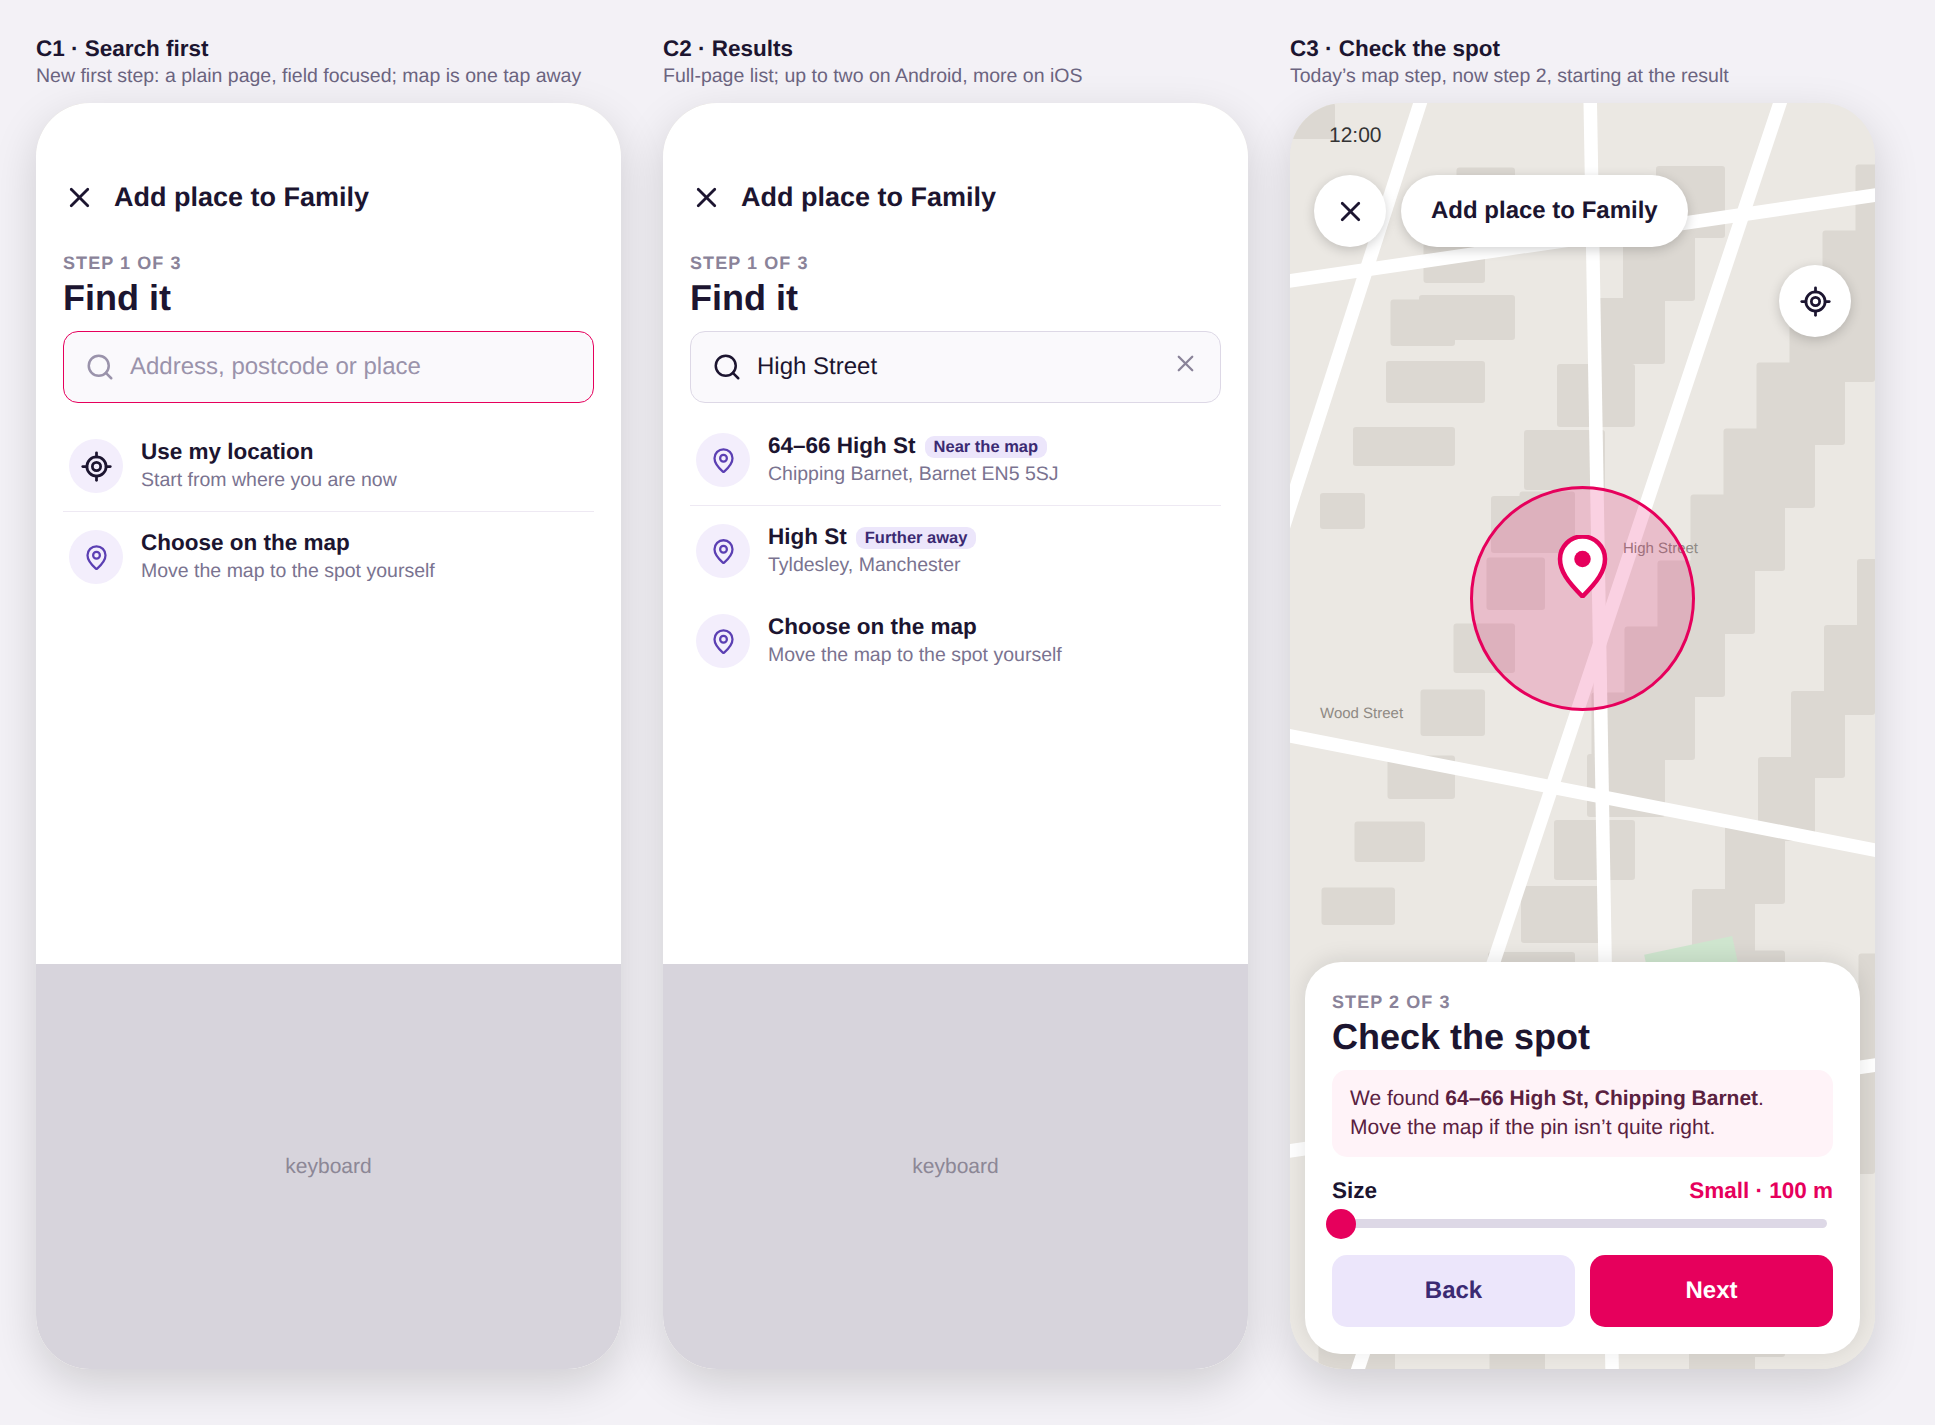 C1 · Search first
New first step: a plain page, field focused; map is one tap away
Add place to Family
STEP 1 OF 3
Find it
Address, postcode or place
Use my location
Start from where you are now
Choose on the map
Move the map to the spot yourself
keyboard
C2 · Results
Full-page list; up to two on Android, more on iOS
Add place to Family
STEP 1 OF 3
Find it
High Street
64–66 High St Near the map
Chipping Barnet, Barnet EN5 5SJ
High St Further away
Tyldesley, Manchester
Choose on the map
Move the map to the spot yourself
keyboard
C3 · Check the spot
Today’s map step, now step 2, starting at the result
12:00
Add place to Family
High Street
Wood Street
STEP 2 OF 3
Check the spot
We found 64–66 High St, Chipping Barnet.
Move the map if the pin isn’t quite right.
Size Small · 100 m
Back Next